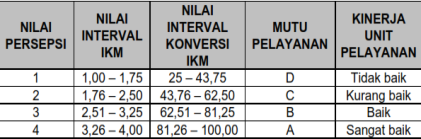 NILAI PERSEPSI | NILAI INTERVAL IKM | NILAI INTERVAL KONVERSI IKM | MUTU PELAYANAN | KINERJA UNIT PELAYANAN
1 | 1,00 – 1,75 | 25 – 43,75 | D | Tidak baik
2 | 1,76 – 2,50 | 43,76 – 62,50 | C | Kurang baik
3 | 2,51 – 3,25 | 62,51 – 81,25 | B | Baik
4 | 3,26 – 4,00 | 81,26 – 100,00 | A | Sangat baik